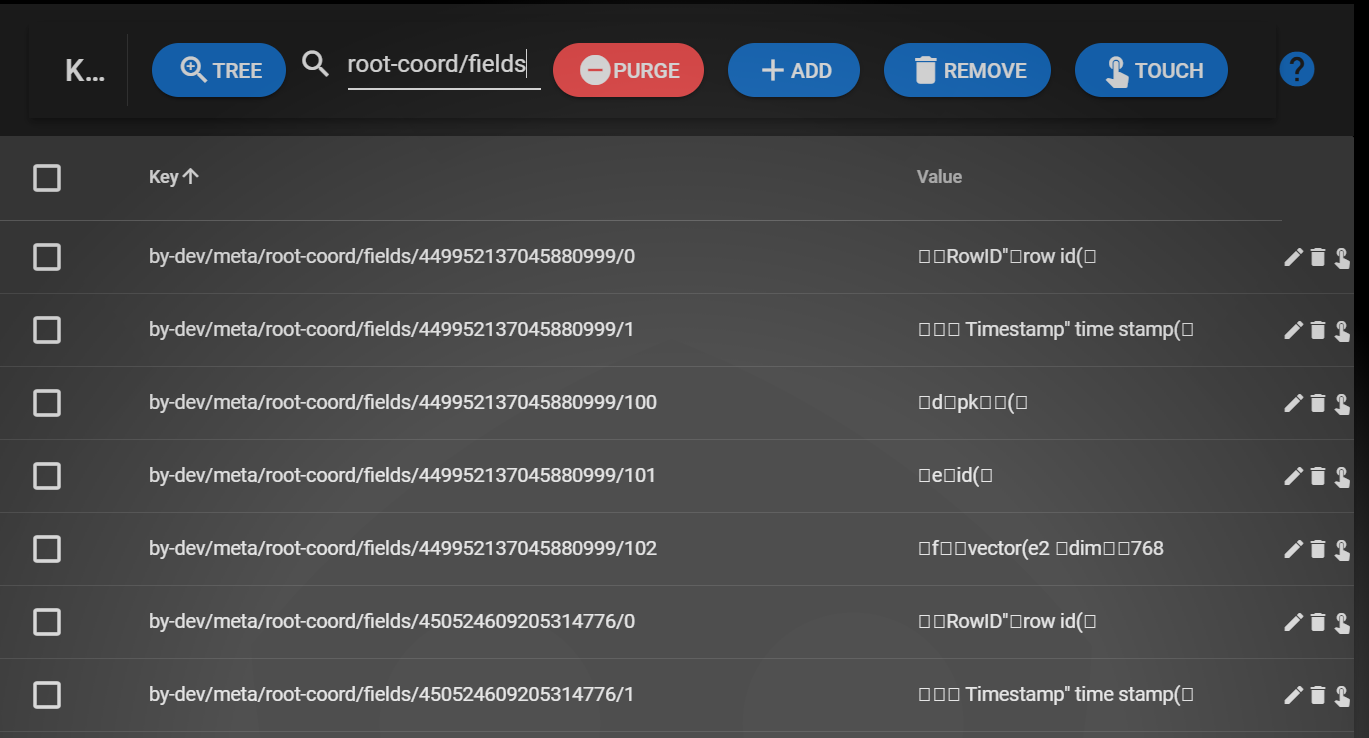 K... TREE root-coord/fields PURGE ADD REMOVE TOUCH ?
Key Value
by-dev/meta/root-coord/fields/449952137045880999/0 □□RowID"□row id(□
by-dev/meta/root-coord/fields/449952137045880999/1 □□□ Timestamp" time stamp(□
by-dev/meta/root-coord/fields/449952137045880999/100 □d□pk□□(□
by-dev/meta/root-coord/fields/449952137045880999/101 □e□id(□
by-dev/meta/root-coord/fields/449952137045880999/102 □f□□vector(e2 □dim□□768
by-dev/meta/root-coord/fields/450524609205314776/0 □□RowID"□row id(□
by-dev/meta/root-coord/fields/450524609205314776/1 □□□ Timestamp" time stamp(□